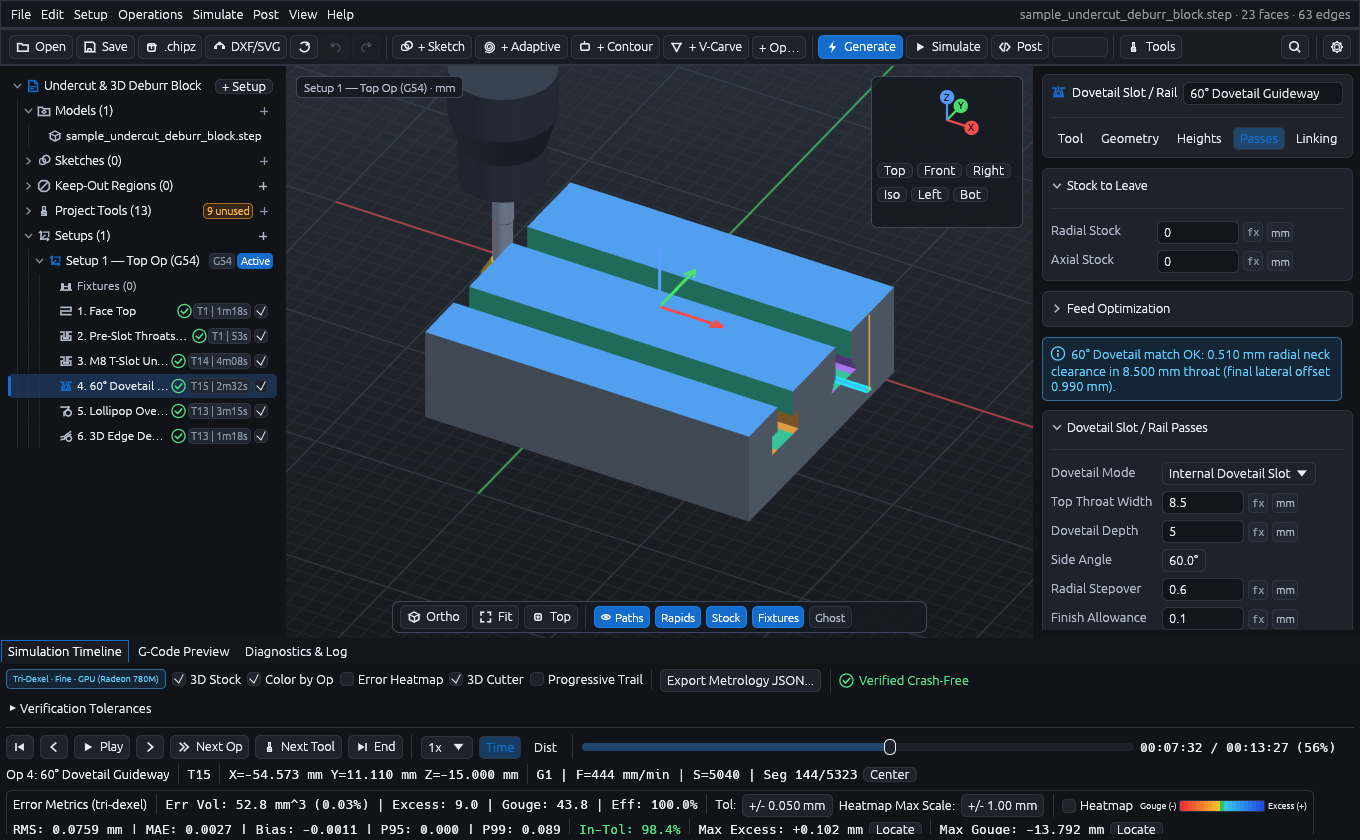 File Edit Setup Operations Simulate Post View Help
sample_undercut_deburr_block.step · 23 faces · 63 edges
Open Save .chipz DXF/SVG + Sketch + Adaptive + Contour + V-Carve + Op... Generate Simulate Post Tools
Undercut & 3D Deburr Block + Setup
Models (1) +
sample_undercut_deburr_block.step
Sketches (0) +
Keep-Out Regions (0) +
Project Tools (13) 9 unused +
Setups (1) +
Setup 1 — Top Op (G54) G54 Active
Fixtures (0)
1. Face Top T1 | 1m18s
2. Pre-Slot Throats... T1 | 53s
3. M8 T-Slot Un... T14 | 4m08s
4. 60° Dovetail ... T15 | 2m32s
5. Lollipop Ove... T13 | 3m15s
6. 3D Edge De... T13 | 1m18s
Setup 1 — Top Op (G54) · mm
Z Y X
Top Front Right
Iso Left Bot
Ortho Fit Top Paths Rapids Stock Fixtures Ghost
Dovetail Slot / Rail 60° Dovetail Guideway
Tool Geometry Heights Passes Linking
Stock to Leave
Radial Stock 0 fx mm
Axial Stock 0 fx mm
Feed Optimization
60° Dovetail match OK: 0.510 mm radial neck
clearance in 8.500 mm throat (final lateral offset
0.990 mm).
Dovetail Slot / Rail Passes
Dovetail Mode Internal Dovetail Slot
Top Throat Width 8.5 fx mm
Dovetail Depth 5 fx mm
Side Angle 60.0°
Radial Stepover 0.6 fx mm
Finish Allowance 0.1 fx mm
Simulation Timeline G-Code Preview Diagnostics & Log
Tri-Dexel · Fine · GPU (Radeon 780M) 3D Stock Color by Op Error Heatmap 3D Cutter Progressive Trail Export Metrology JSON... Verified Crash-Free
Verification Tolerances
Play Next Op Next Tool End 1x Time Dist 00:07:32 / 00:13:27 (56%)
Op 4: 60° Dovetail Guideway T15 X=-54.573 mm Y=11.110 mm Z=-15.000 mm G1 | F=444 mm/min | S=5040 | Seg 144/5323 Center
Error Metrics (tri-dexel) Err Vol: 52.8 mm^3 (0.03%) | Excess: 9.0 | Gouge: 43.8 | Eff: 100.0% Tol: +/- 0.050 mm Heatmap Max Scale: +/- 1.00 mm Heatmap Gouge (-) Excess (+)
RMS: 0.0759 mm | MAE: 0.0027 | Bias: -0.0011 | P95: 0.000 | P99: 0.089 In-Tol: 98.4% Max Excess: +0.102 mm Locate Max Gouge: -13.792 mm Locate